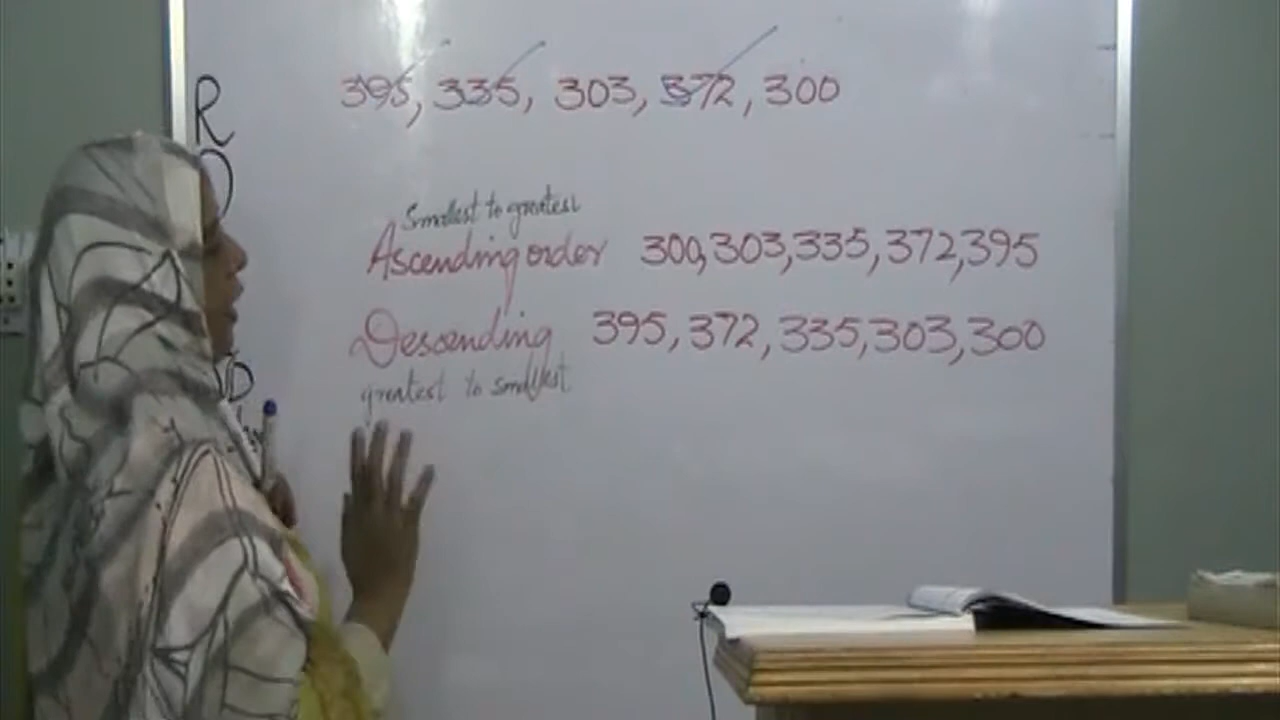 R
395, 335, 303, 372, 300
Smallest to greatest
Ascending order 300, 303, 335, 372, 395
Descending 395, 372, 335, 303, 300
greatest to smallest